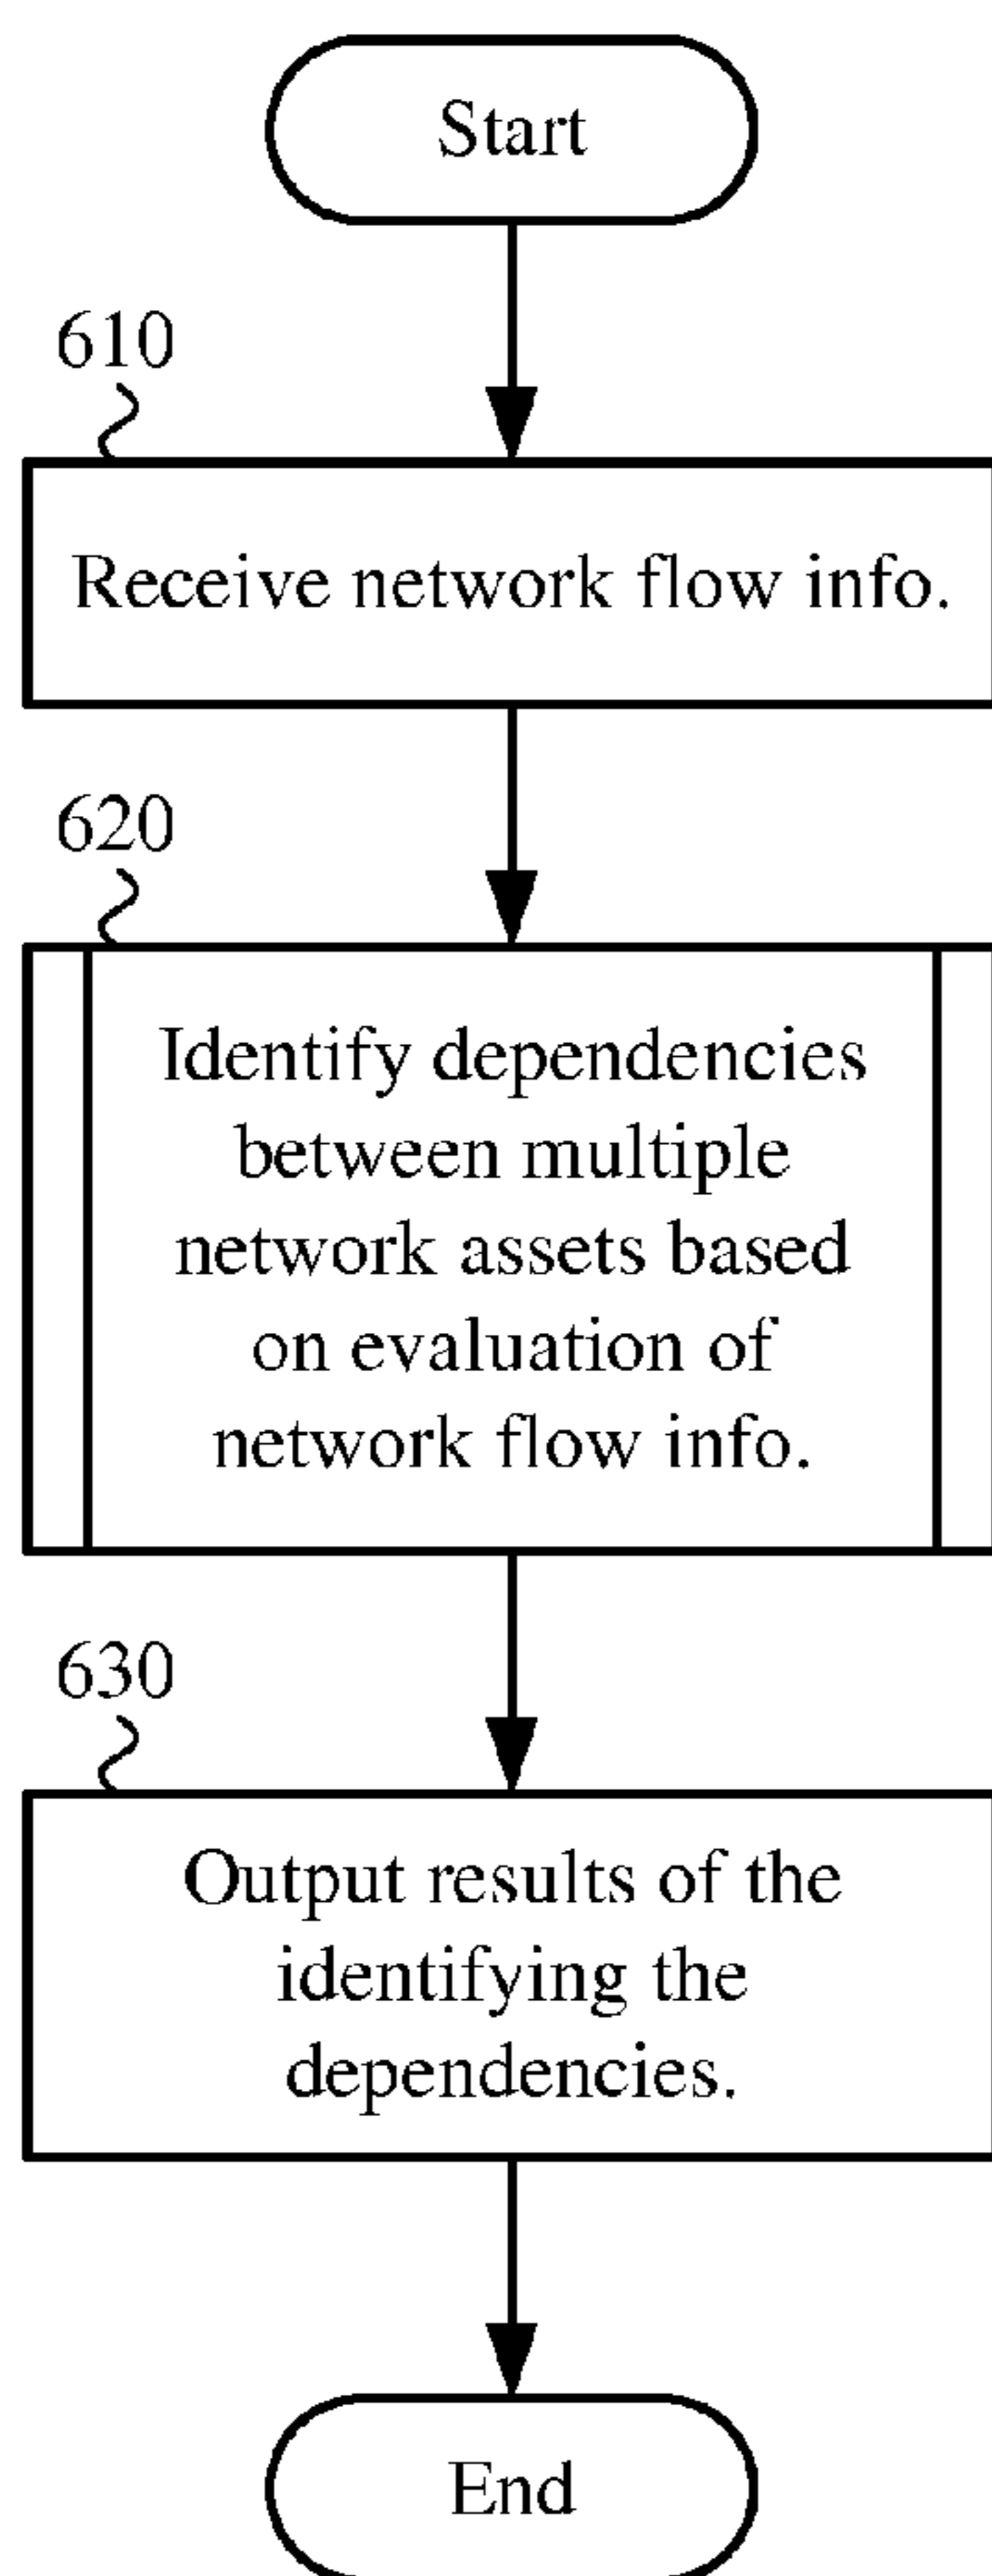 Start
610
Receive network flow info.
620
Identify dependencies
between multiple
network assets based
on evaluation of
network flow info.
630
Output results of the
identifying the
dependencies.
End